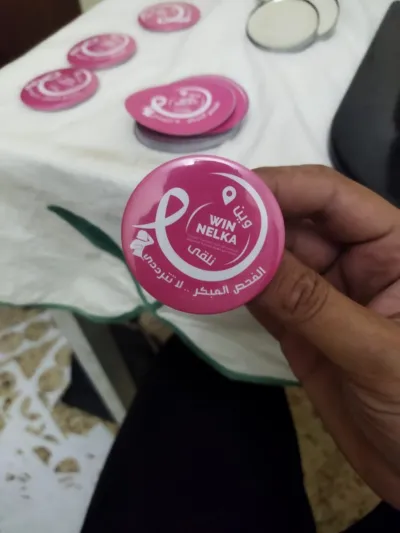 وين
WIN
NELKA
نلقى
الفحص المبكر .. لا تترددي